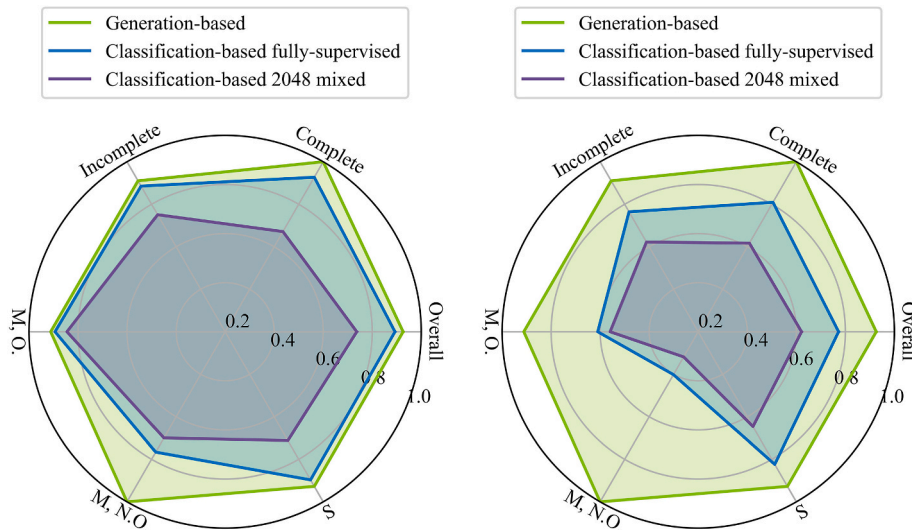 Generation-based
Classification-based fully-supervised
Classification-based 2048 mixed
Incomplete
Complete
M, O.
Overall
0.2
0.4
0.6
0.8
1.0
M, N.O
S
Generation-based
Classification-based fully-supervised
Classification-based 2048 mixed
Incomplete
Complete
M, O.
Overall
0.2
0.4
0.6
0.8
1.0
M, N.O
S